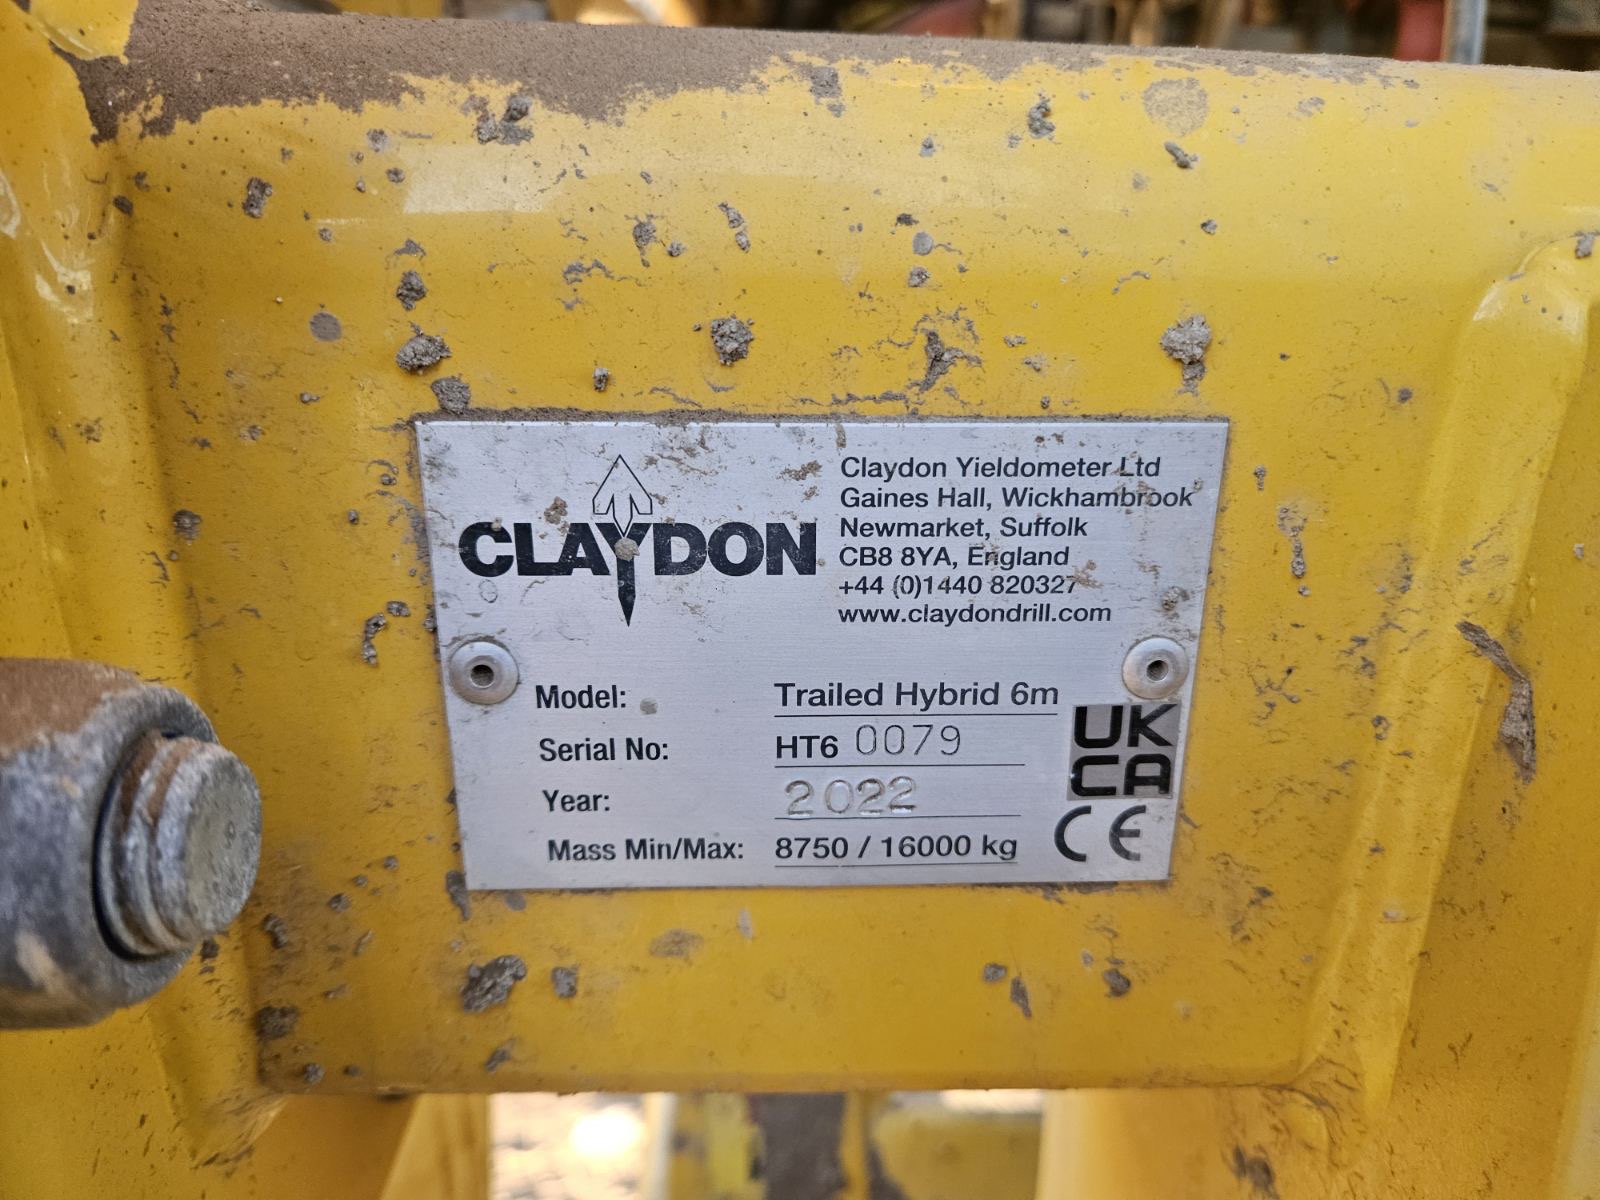 CLAYDON
Claydon Yieldometer Ltd
Gaines Hall, Wickhambrook
Newmarket, Suffolk
CB8 8YA, England
+44 (0)1440 820327
www.claydondrill.com
Model: Trailed Hybrid 6m
Serial No: HT6 0079
Year: 2022
Mass Min/Max: 8750 / 16000 kg
UK
CA
CE